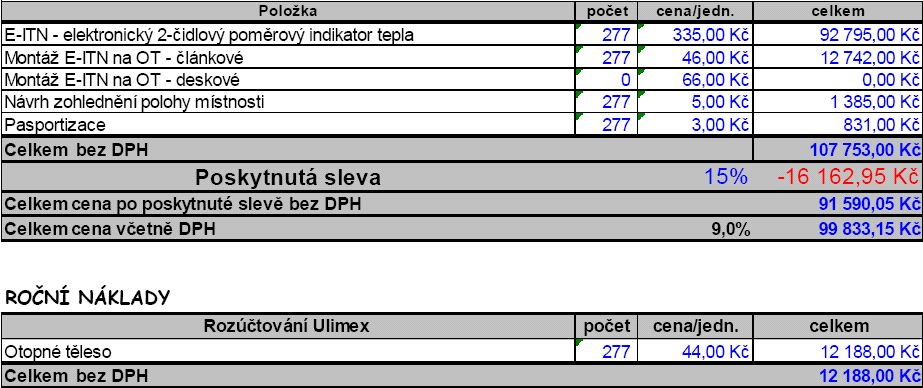 Položka počet cena/jedn. celkem
E-ITN - elektronický 2-čidlový poměrový indikator tepla 277 335,00 Kč 92 795,00 Kč
Montáž E-ITN na OT - článkové 277 46,00 Kč 12 742,00 Kč
Montáž E-ITN na OT - deskové 0 66,00 Kč 0,00 Kč
Návrh zohlednění polohy místnosti 277 5,00 Kč 1 385,00 Kč
Pasportizace 277 3,00 Kč 831,00 Kč
Celkem bez DPH 107 753,00 Kč
Poskytnutá sleva 15% -16 162,95 Kč
Celkem cena po poskytnuté slevě bez DPH 91 590,05 Kč
Celkem cena včetně DPH 9,0% 99 833,15 Kč
ROČNÍ NÁKLADY
Rozúčtování Ulimex počet cena/jedn. celkem
Otopné těleso 277 44,00 Kč 12 188,00 Kč
Celkem bez DPH 12 188,00 Kč